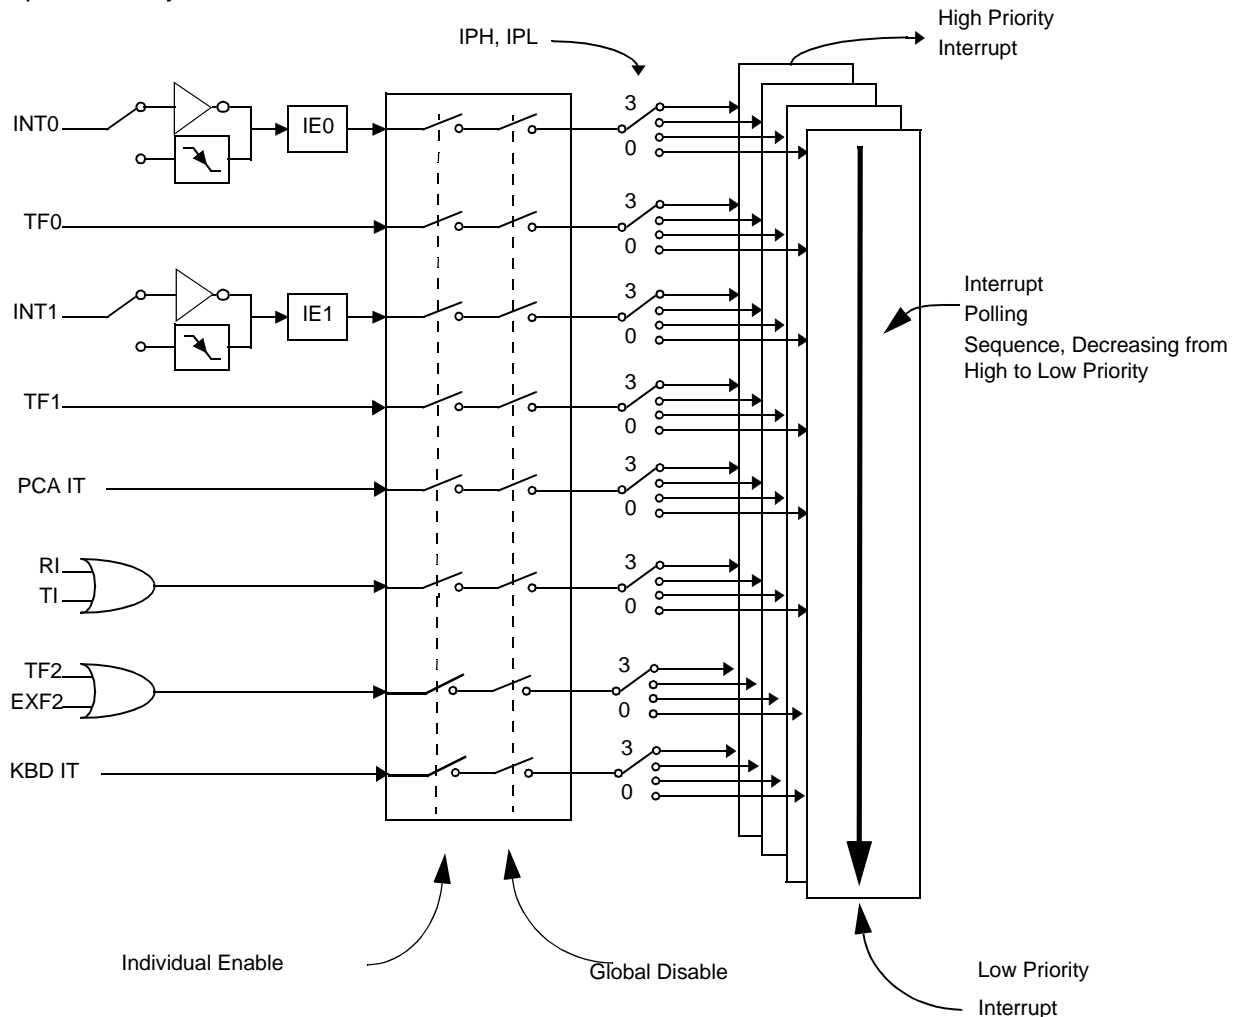 High Priority
Interrupt
IPH, IPL
INT0
IE0
3
0
TF0
3
0
INT1
IE1
3
0
Interrupt
Polling
Sequence, Decreasing from
High to Low Priority
TF1
3
0
PCA IT
3
0
RI
TI
3
0
TF2
EXF2
3
0
KBD IT
3
0
Individual Enable
Global Disable
Low Priority
Interrupt